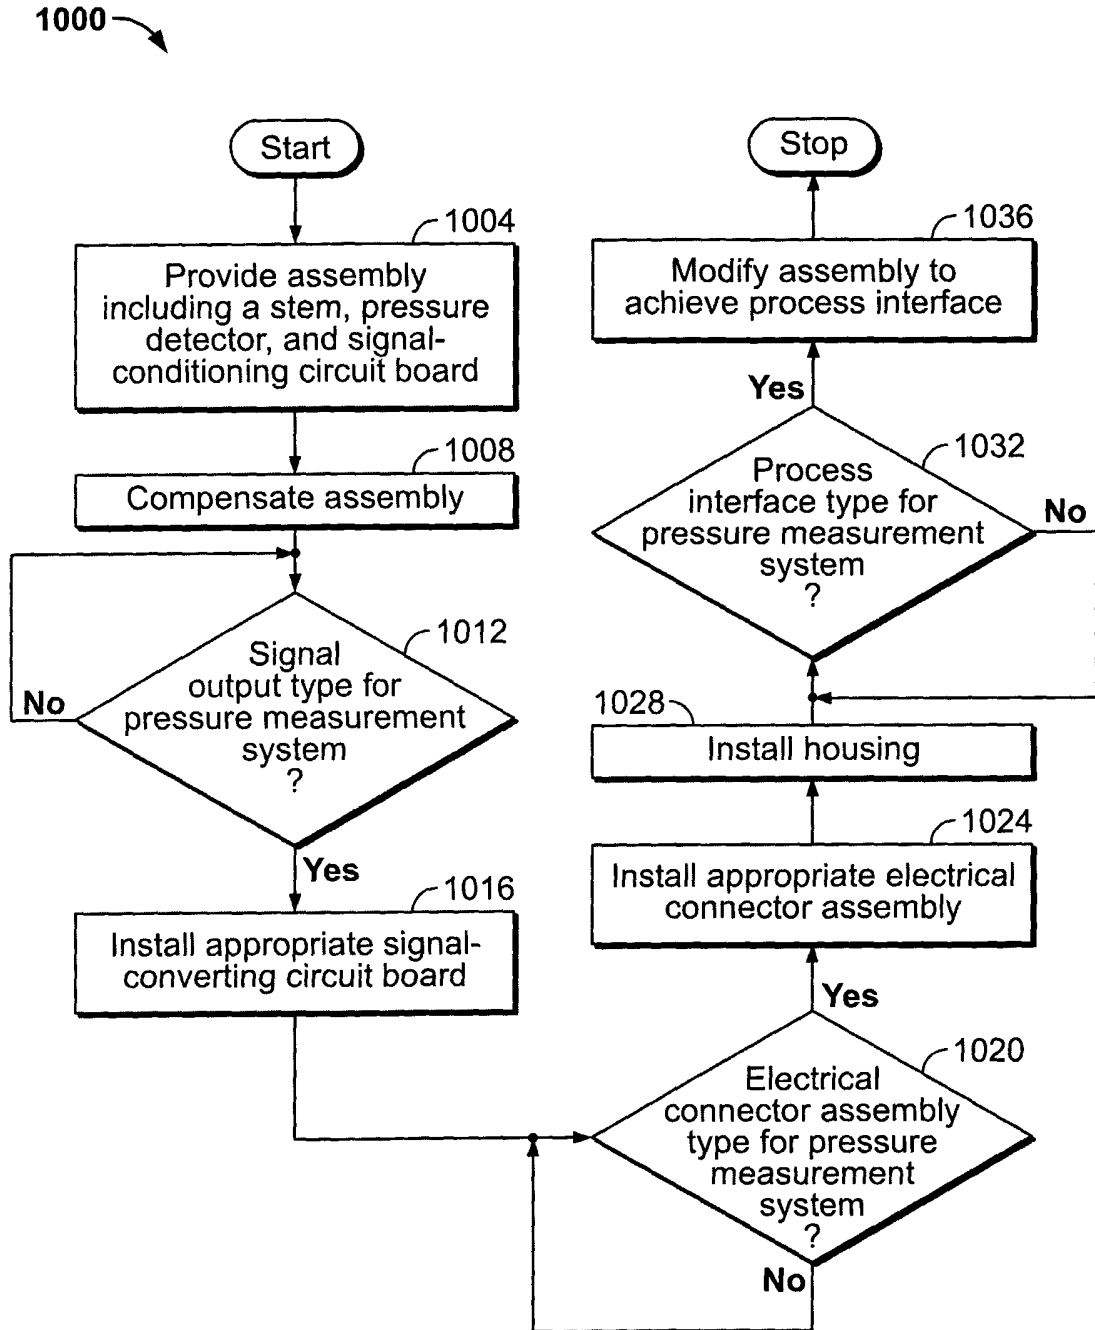 1000
Start
1004
Provide assembly
including a stem, pressure
detector, and signal-
conditioning circuit board
1008
Compensate assembly
1012
Signal
output type for
pressure measurement
system
?
No
Yes
1016
Install appropriate signal-
converting circuit board
1020
Electrical
connector assembly
type for pressure
measurement
system
?
No
Yes
1024
Install appropriate electrical
connector assembly
1028
Install housing
1032
Process
interface type for
pressure measurement
system
?
No
Yes
1036
Modify assembly to
achieve process interface
Stop